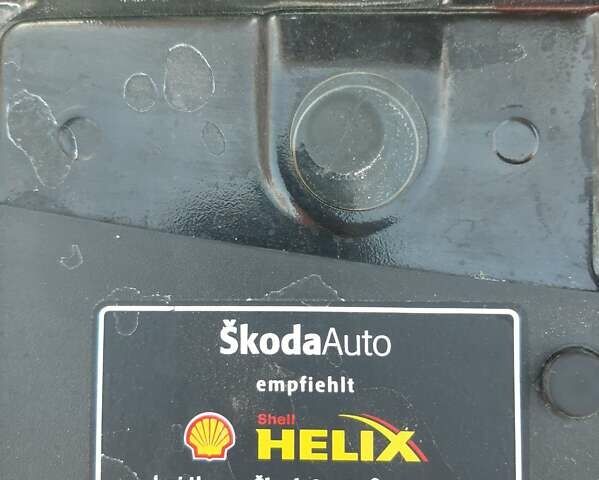 ŠkodaAuto
empfiehlt
Shell
HELIX